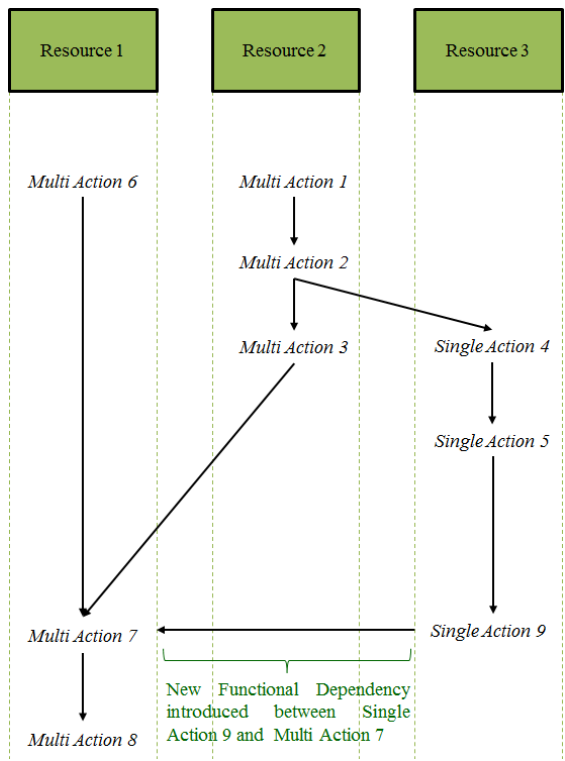 Resource 1
Resource 2
Resource 3
Multi Action 6
Multi Action 1
Multi Action 2
Multi Action 3
Single Action 4
Single Action 5
Multi Action 7
Single Action 9
New Functional Dependency
introduced between Single
Action 9 and Multi Action 7
Multi Action 8